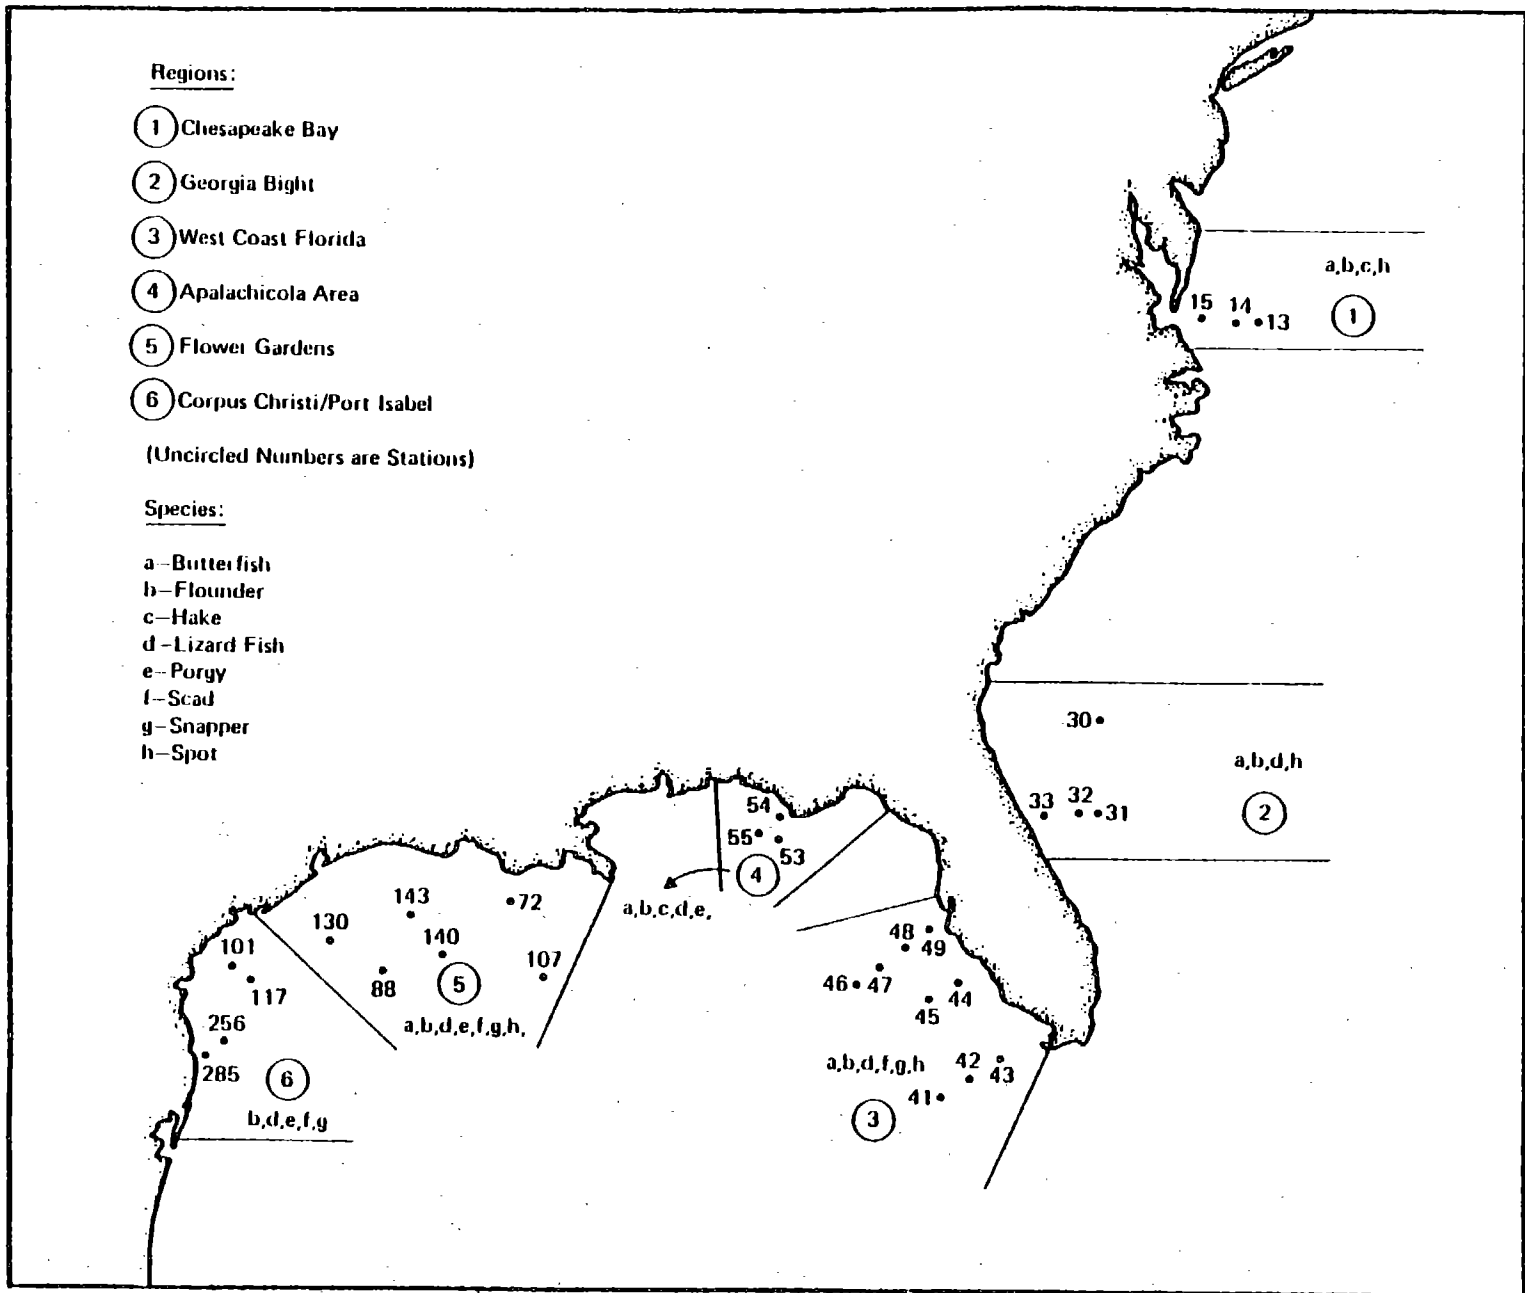 Regions:
1 Chesapeake Bay
2 Georgia Bight
3 West Coast Florida
4 Apalachicola Area
5 Flower Gardens
6 Corpus Christi/Port Isabel
(Uncircled Numbers are Stations)
Species:
a-Butterfish
b-Flounder
c-Hake
d-Lizard Fish
e-Porgy
f-Scad
g-Snapper
h-Spot
a,b,c,h
15 14 13
1
30
a,b,d,h
33 32 31
2
54
55
53
4
a,b,c,d,e,
143
72
130
140
107
88
5
a,b,d,e,f,g,h,
101
117
256
285
6
b,d,e,f,g
48
49
46 47
44
45
a,b,d,f,g,h
42
43
41
3